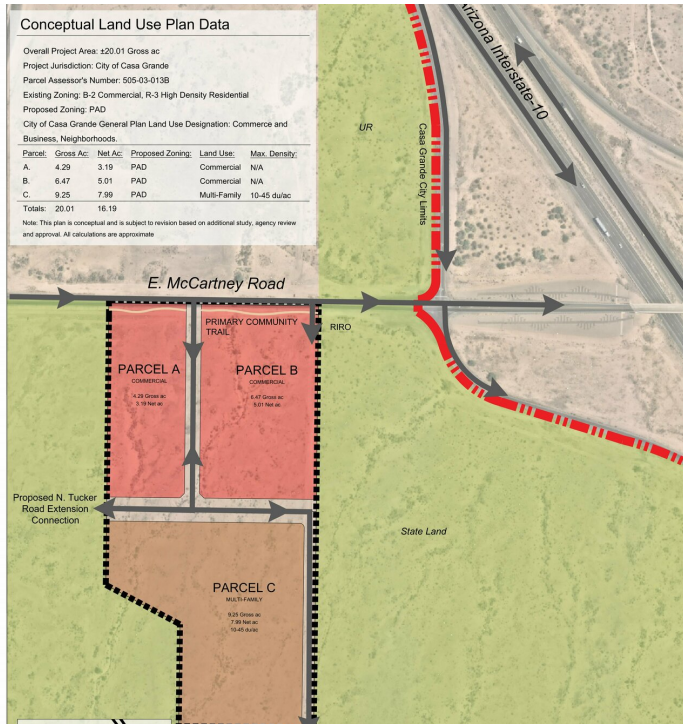 Conceptual Land Use Plan Data
Overall Project Area: ±20.01 Gross ac
Project Jurisdiction: City of Casa Grande
Parcel Assessor's Number: 505-03-013B
Existing Zoning: B-2 Commercial, R-3 High Density Residential
Proposed Zoning: PAD
City of Casa Grande General Plan Land Use Designation: Commerce and
Business, Neighborhoods.
Parcel: Gross Ac: Net Ac: Proposed Zoning: Land Use: Max. Density:
A. 4.29 3.19 PAD Commercial N/A
B. 6.47 5.01 PAD Commercial N/A
C. 9.25 7.99 PAD Multi-Family 10-45 du/ac
Totals: 20.01 16.19
Note: This plan is conceptual and is subject to revision based on additional study, agency review
and approval. All calculations are approximate
Arizona Interstate-10
UR
Casa Grande City Limits
E. McCartney Road
PRIMARY COMMUNITY
TRAIL
RIRO
PARCEL A
COMMERCIAL
4.29 Gross ac
3.19 Net ac
PARCEL B
COMMERCIAL
6.47 Gross ac
5.01 Net ac
Proposed N. Tucker
Road Extension
Connection
State Land
PARCEL C
MULTI-FAMILY
9.25 Gross ac
7.99 Net ac
10-45 du/ac